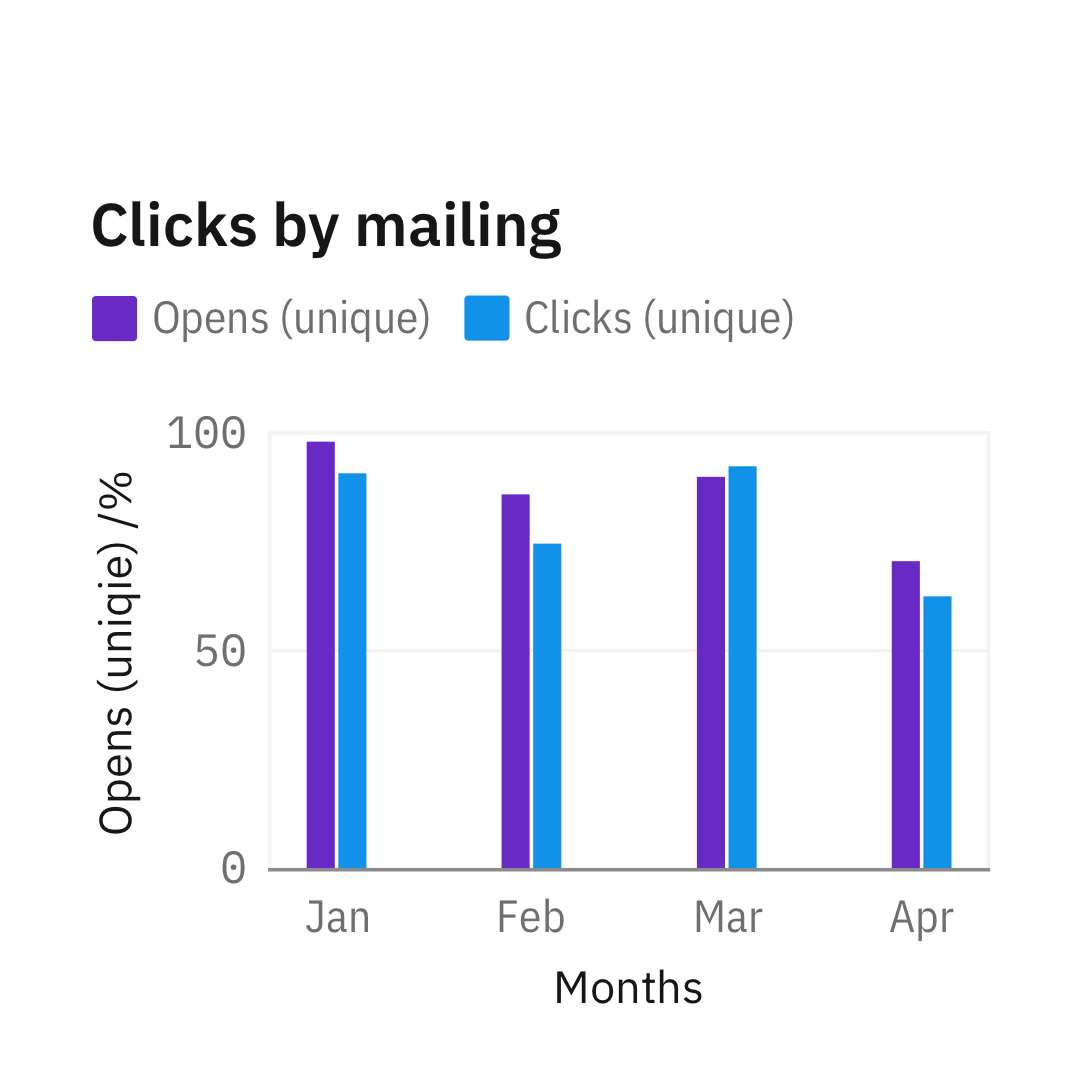 Clicks by mailing
Opens (unique) Clicks (unique)
100
50
0
Opens (uniqie) /%
Jan Feb Mar Apr
Months